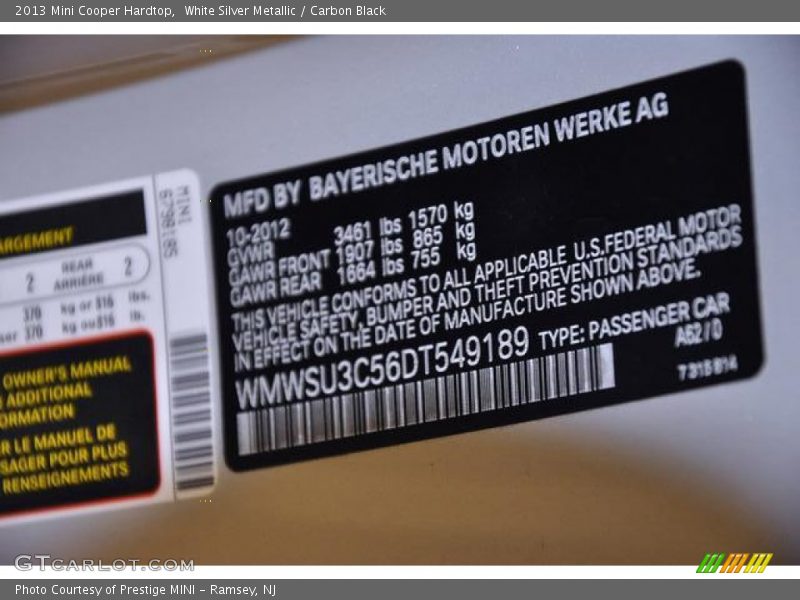 2013 Mini Cooper Hardtop,  White Silver Metallic / Carbon Black
MFD BY BAYERISCHE MOTOREN WERKE AG
10-2012
GVWR 3461 lbs 1570 kg
GAWR FRONT 1907 lbs 865 kg
GAWR REAR 1664 lbs 755 kg
THIS VEHICLE CONFORMS TO ALL APPLICABLE U.S.FEDERAL MOTOR
VEHICLE SAFETY, BUMPER AND THEFT PREVENTION STANDARDS
IN EFFECT ON THE DATE OF MANUFACTURE SHOWN ABOVE.
WMWSU3C56DT549189 TYPE: PASSENGER CAR
A62/0
7318814
MINI
6798185
ARGEMENT
2 REAR 2
ARRIÈRE
370 kg or 816 lbs.
ser 370 kg ou 816 lb.
OWNER'S MANUAL
ADDITIONAL
ORMATION
R LE MANUEL DE
SAGER POUR PLUS
RENSEIGNEMENTS
GTCARLOT.COM
Photo Courtesy of Prestige MINI - Ramsey, NJ